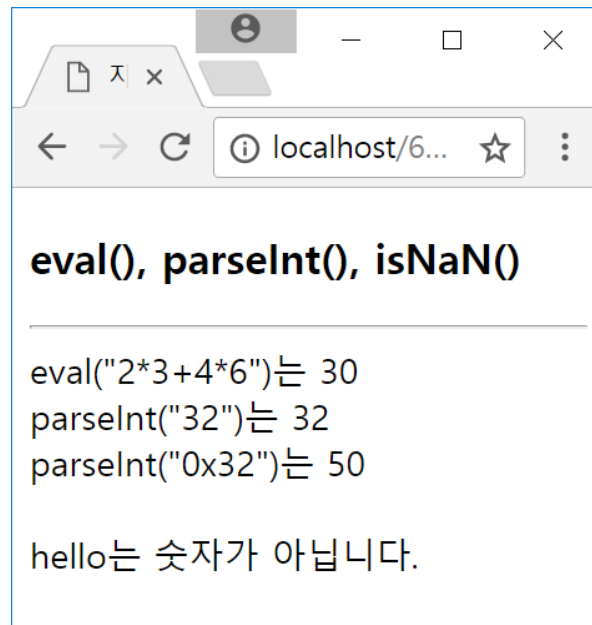 지
localhost/6...
eval(), parseInt(), isNaN()
eval("2*3+4*6")는 30
parseInt("32")는 32
parseInt("0x32")는 50
hello는 숫자가 아닙니다.